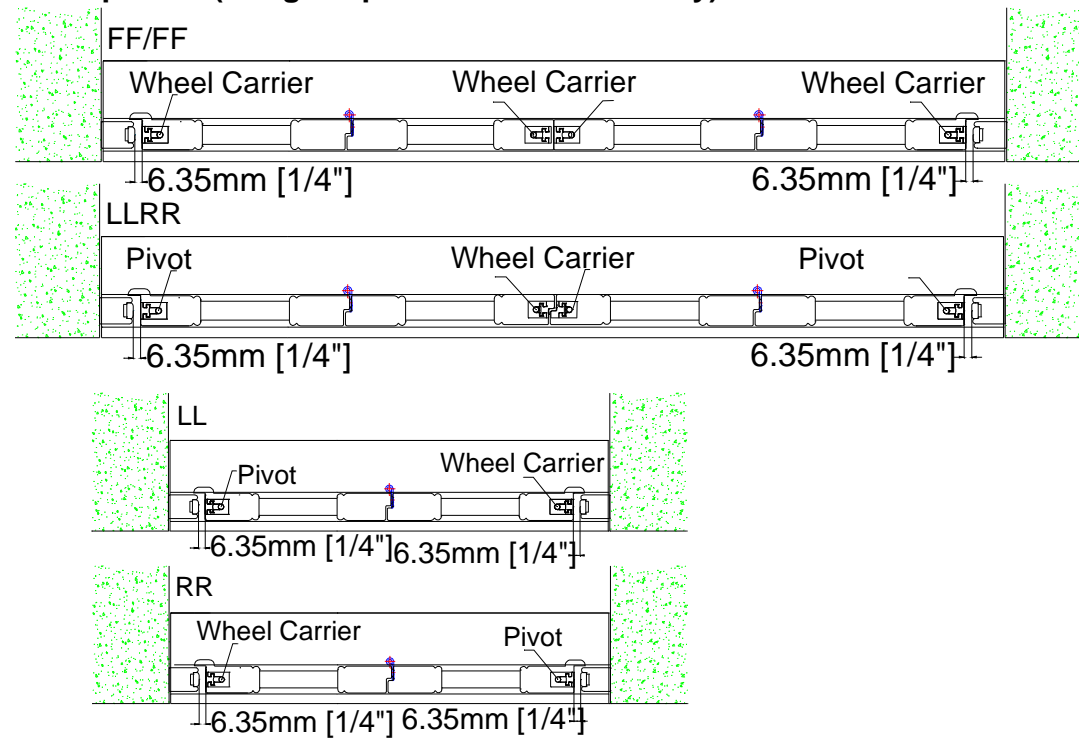 FF/FF
Wheel Carrier Wheel Carrier Wheel Carrier
6.35mm [1/4"] 6.35mm [1/4"]
LLRR
Pivot Wheel Carrier Pivot
6.35mm [1/4"] 6.35mm [1/4"]
LL
Pivot Wheel Carrier
6.35mm [1/4"] 6.35mm [1/4"]
RR
Wheel Carrier Pivot
6.35mm [1/4"] 6.35mm [1/4"]